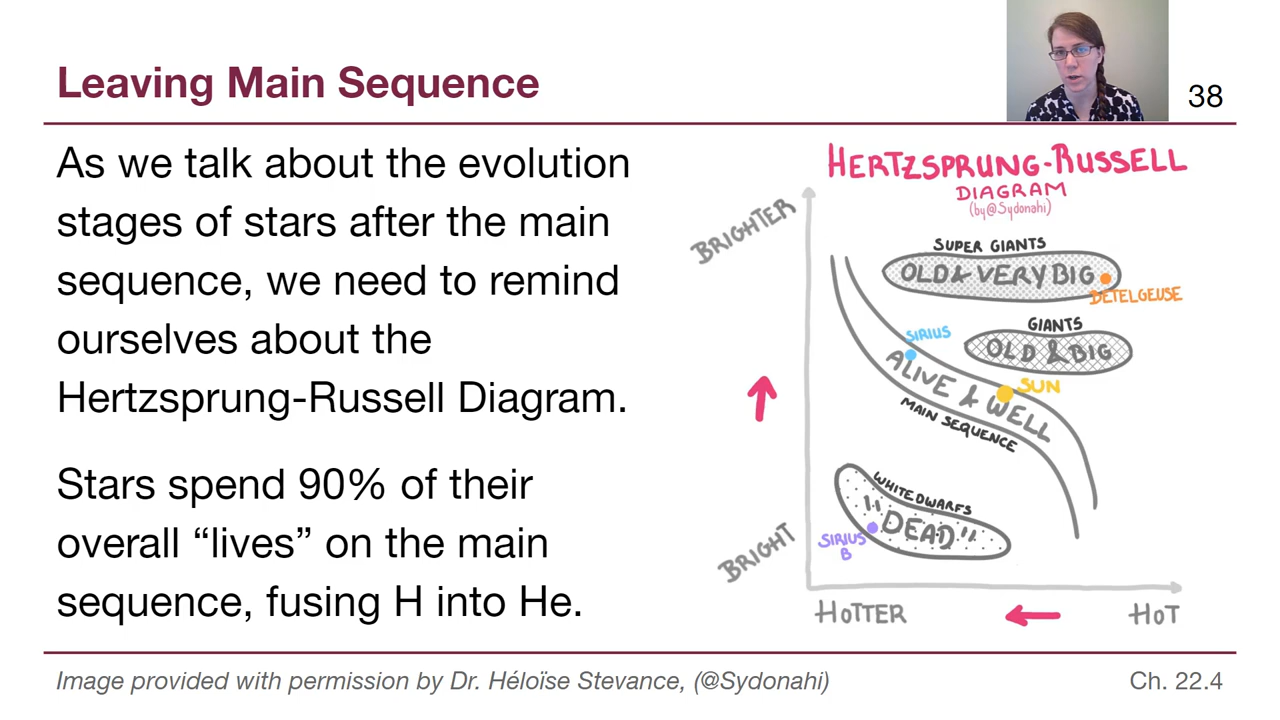 Leaving Main Sequence
38
As we talk about the evolution
stages of stars after the main
sequence, we need to remind
ourselves about the
Hertzsprung-Russell Diagram.
Stars spend 90% of their
overall “lives” on the main
sequence, fusing H into He.
HERTZSPRUNG-RUSSELL
DIAGRAM
(by@Sydonahi)
BRIGHTER
SUPER GIANTS
OLD & VERY BIG
BETELGEUSE
GIANTS
OLD & BIG
SIRIUS
SUN
ALIVE & WELL
MAIN SEQUENCE
WHITE DWARFS
"DEAD"
SIRIUS
B
BRIGHT
HOTTER
HOT
Image provided with permission by Dr. Héloïse Stevance, (@Sydonahi)
Ch. 22.4